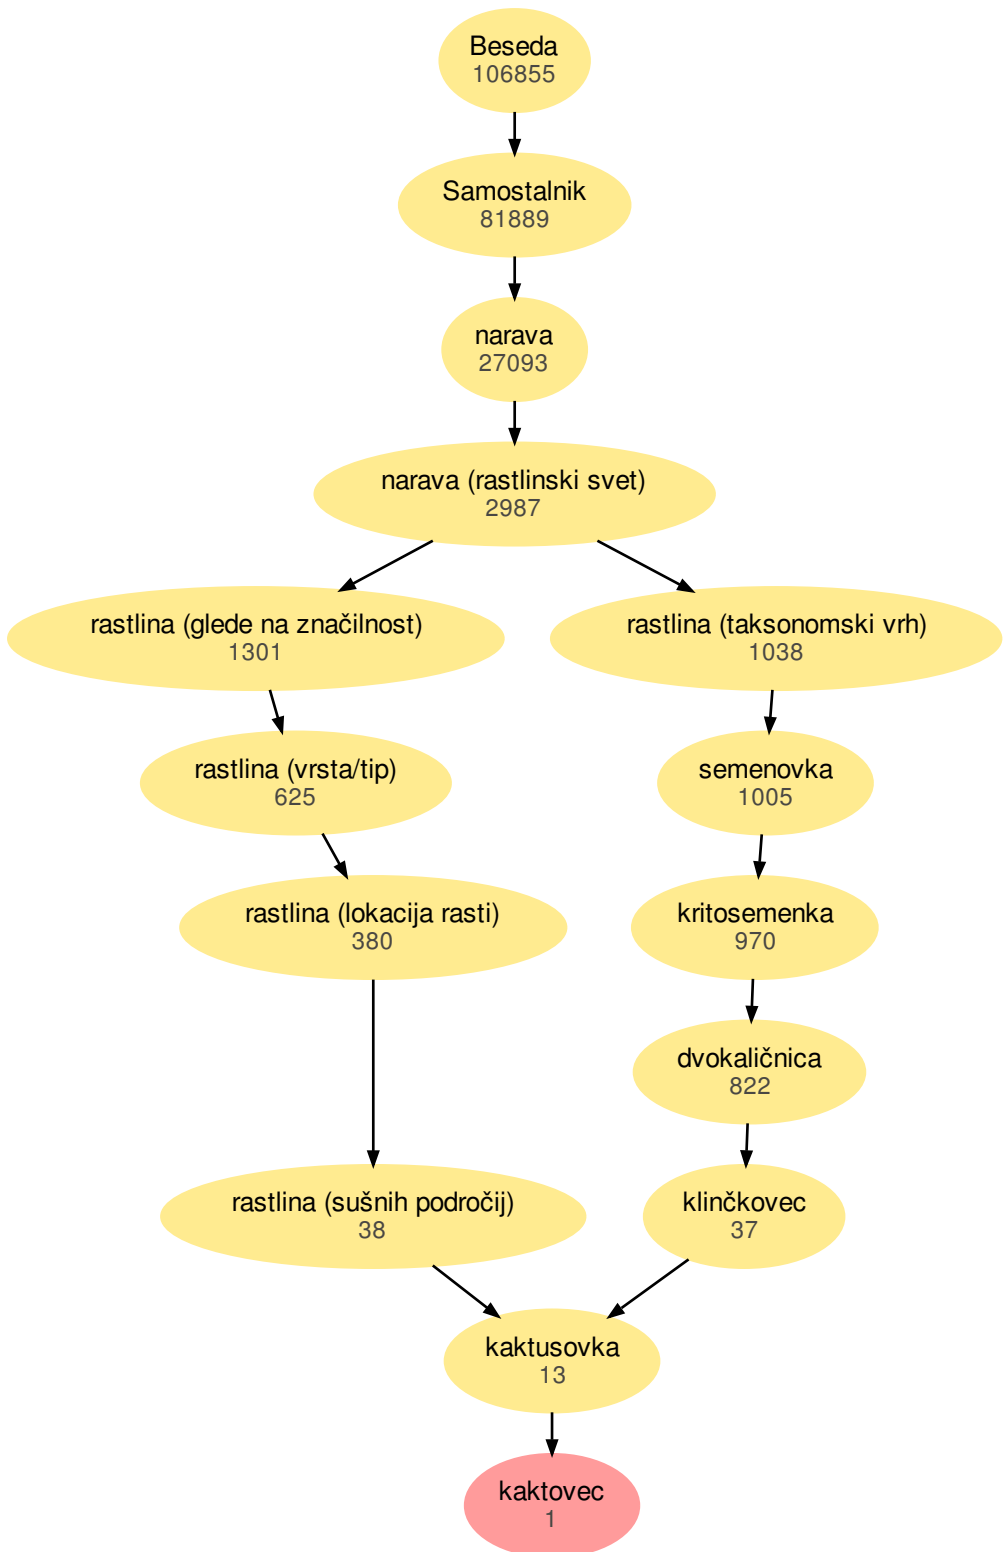 Beseda
106855
Samostalnik
81889
narava
27093
narava (rastlinski svet)
2987
rastlina (glede na značilnost)
1301
rastlina (taksonomski vrh)
1038
rastlina (vrsta/tip)
625
semenovka
1005
rastlina (lokacija rasti)
380
kritosemenka
970
dvokaličnica
822
rastlina (sušnih področij)
38
klinčkovec
37
kaktusovka
13
kaktovec
1